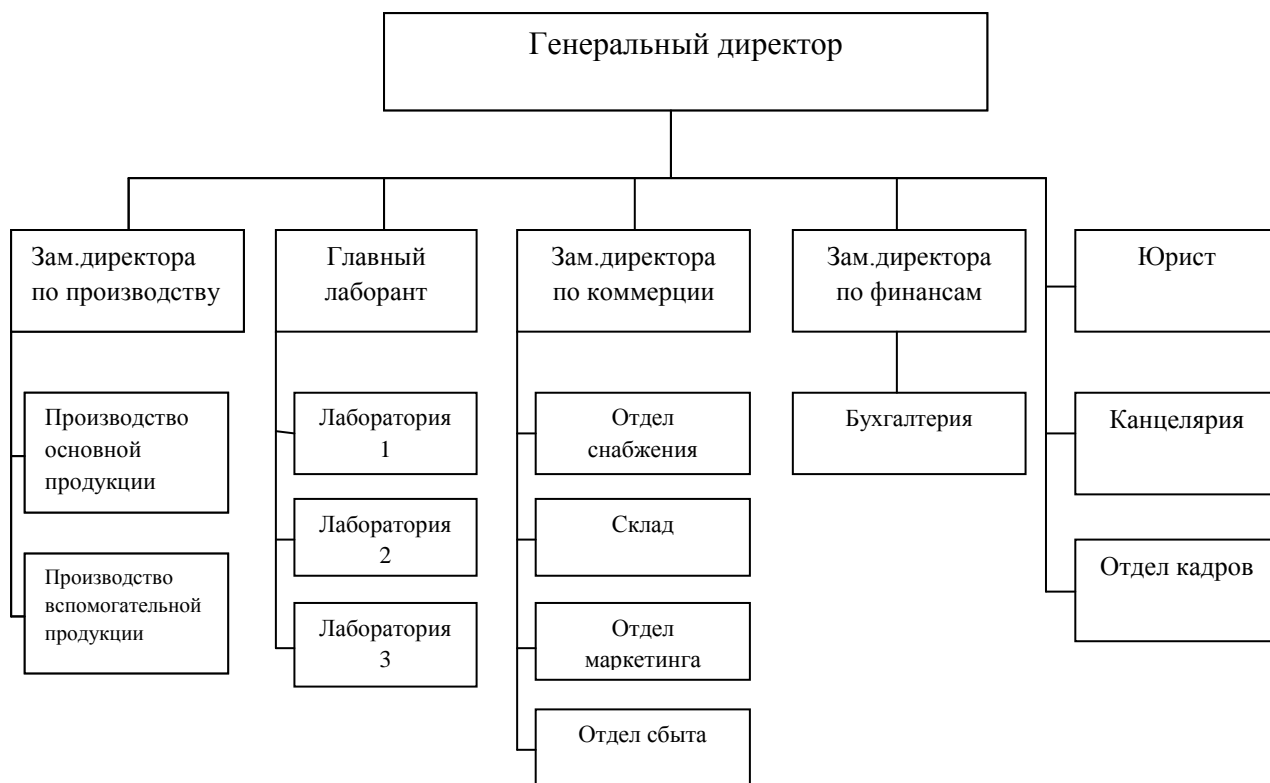 Генеральный директор
Зам.директора
по производству
Главный
лаборант
Зам.директора
по коммерции
Зам.директора
по финансам
Юрист
Производство
основной
продукции
Лаборатория
1
Отдел
снабжения
Бухгалтерия
Канцелярия
Лаборатория
2
Склад
Отдел кадров
Производство
вспомогательной
продукции
Лаборатория
3
Отдел
маркетинга
Отдел сбыта